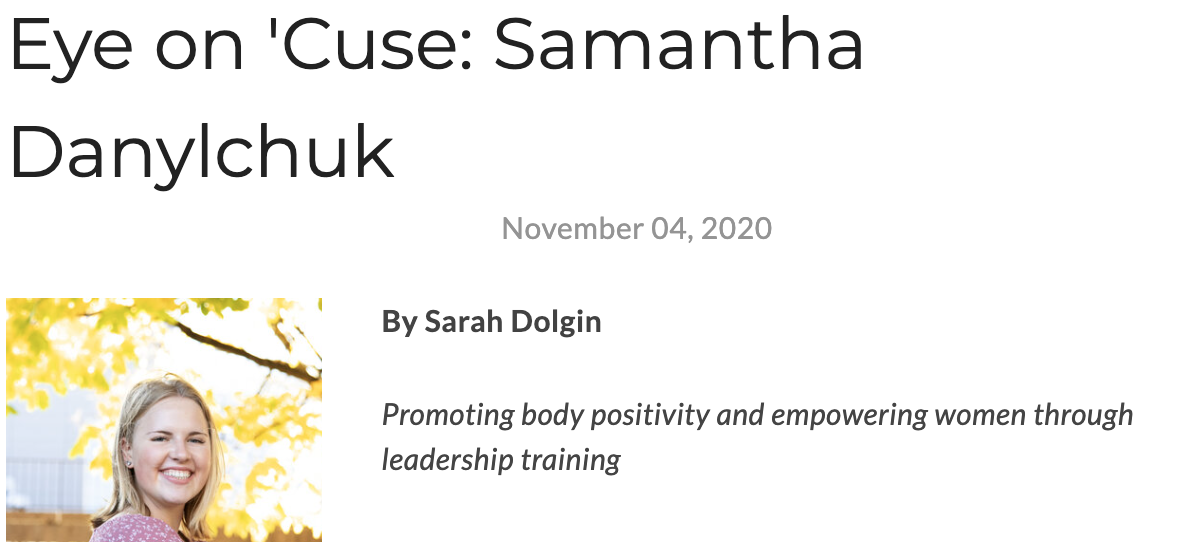 Eye on 'Cuse: Samantha
Danylchuk
November 04, 2020
By Sarah Dolgin
Promoting body positivity and empowering women through
leadership training